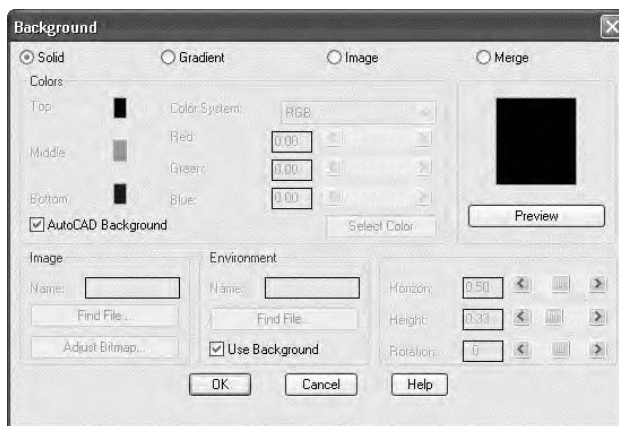 Background
Solid Gradient Image Merge
Colors
Top Color System: RGB
Red: 0.00
Middle
Green: 0.00
Bottom Blue: 0.00
AutoCAD Background Select Color Preview
Image Environment
Name: Name: Horizon: 0.50
Find File... Find File... Height: 0.33
Adjust Bitmap... Use Background Rotation: 0
OK Cancel Help